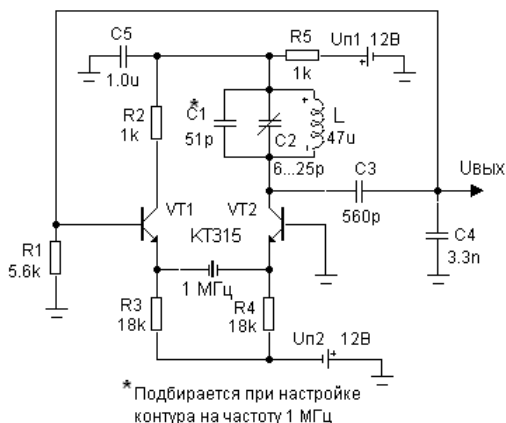 C5
1.0u
Uп1 12В
R5
1k
R2
1k
*
C1
51p
C2
6...25p
L
47u
C3
560p
Uвых
VT1
VT2
КТ315
R1
5.6k
C4
3.3n
1 МГц
R3
18k
R4
18k
Uп2 12В
* Подбирается при настройке
контура на частоту 1 МГц